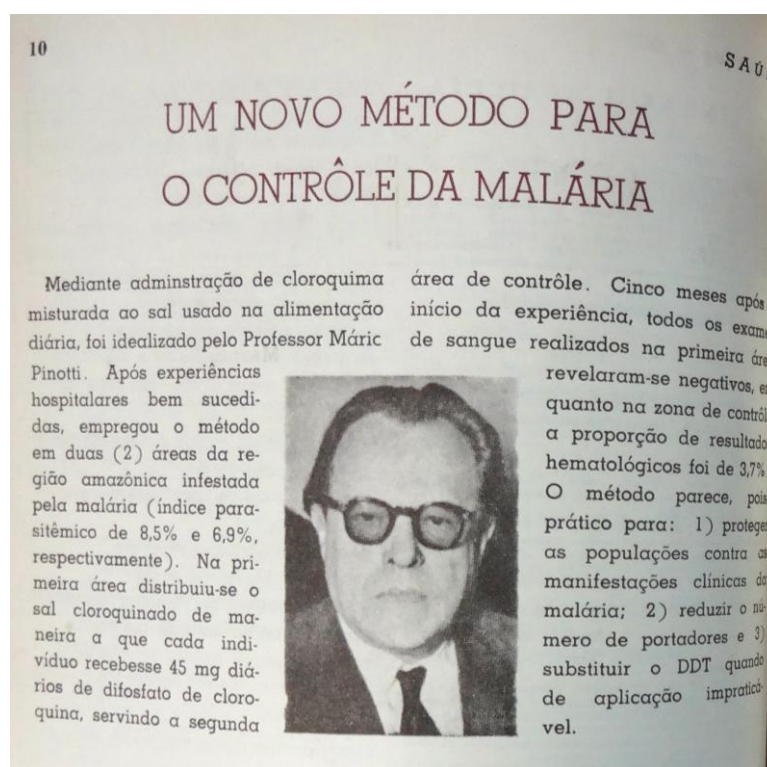 10
SAÚ
UM NOVO MÉTODO PARA
O CONTRÔLE DA MALÁRIA
Mediante adminstração de cloroquima
misturada ao sal usado na alimentação
diária, foi idealizado pelo Professor Máric
Pinotti. Após experiências
hospitalares bem sucedi-
das, empregou o método
em duas (2) áreas da re-
gião amazônica infestada
pela malária (índice para-
sitêmico de 8,5% e 6,9%,
respectivamente). Na pri-
meira área distribuiu-se o
sal cloroquinado de ma-
neira a que cada indi-
víduo recebesse 45 mg diá-
rios de difosfato de cloro-
quina, servindo a segunda
área de contrôle. Cinco meses após
início da experiência, todos os exame
de sangue realizados na primeira áre
revelaram-se negativos, e
quanto na zona de contrôl
a proporção de resultado
hematológicos foi de 3,7%
O método parece, pois
prático para: 1) proteger
as populações contra as
manifestações clínicas da
malária; 2) reduzir o nú-
mero de portadores e 3)
substituir o DDT quando
de aplicação impraticá-
vel.